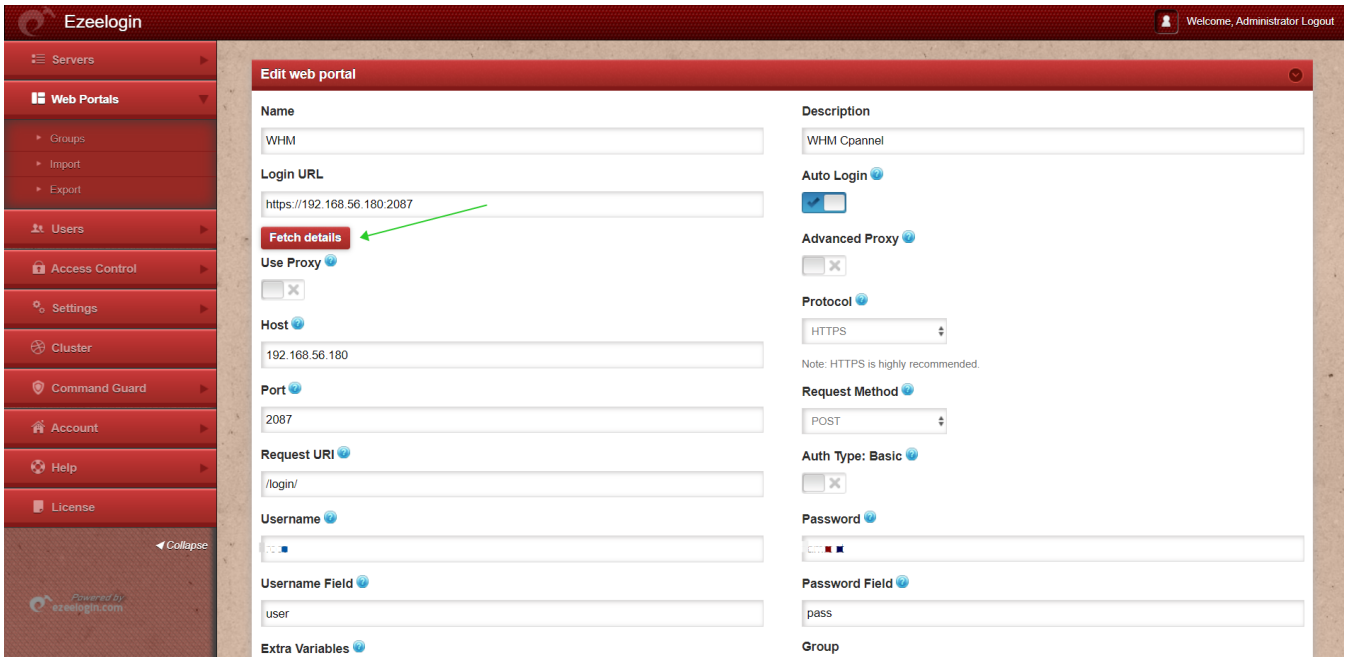 Ezeelogin
Welcome, Administrator Logout
Servers
Web Portals
Groups
Import
Export
Users
Access Control
Settings
Cluster
Command Guard
Account
Help
License
Collapse
Powered by
ezeelogin.com
Edit web portal
Name
WHM
Description
WHM Cpannel
Login URL
https://192.168.56.180:2087
Auto Login
Fetch details
Advanced Proxy
Use Proxy
Protocol
HTTPS
Host
192.168.56.180
Note: HTTPS is highly recommended.
Port
2087
Request Method
POST
Request URI
/login/
Auth Type: Basic
Username
Password
Username Field
user
Password Field
pass
Extra Variables
Group